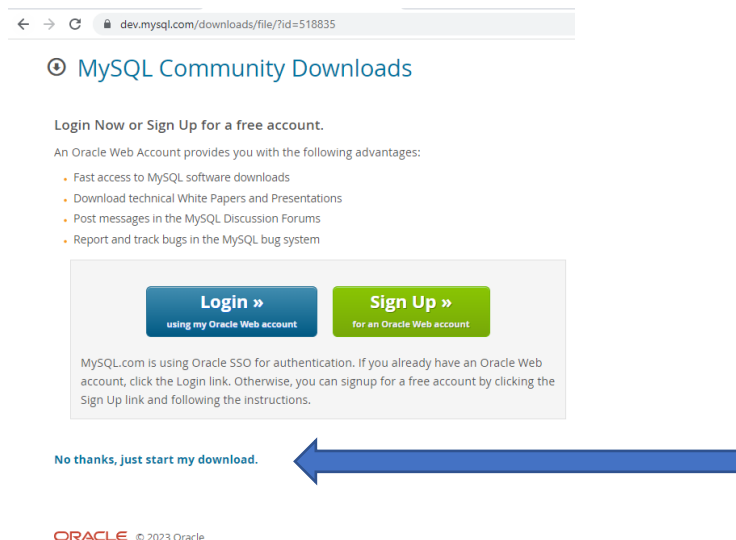 dev.mysql.com/downloads/file/?id=518835
MySQL Community Downloads
Login Now or Sign Up for a free account.
An Oracle Web Account provides you with the following advantages:
Fast access to MySQL software downloads
Download technical White Papers and Presentations
Post messages in the MySQL Discussion Forums
Report and track bugs in the MySQL bug system
Login »
using my Oracle Web account
Sign Up »
for an Oracle Web account
MySQL.com is using Oracle SSO for authentication. If you already have an Oracle Web
account, click the Login link. Otherwise, you can signup for a free account by clicking the
Sign Up link and following the instructions.
No thanks, just start my download.
ORACLE © 2023 Oracle